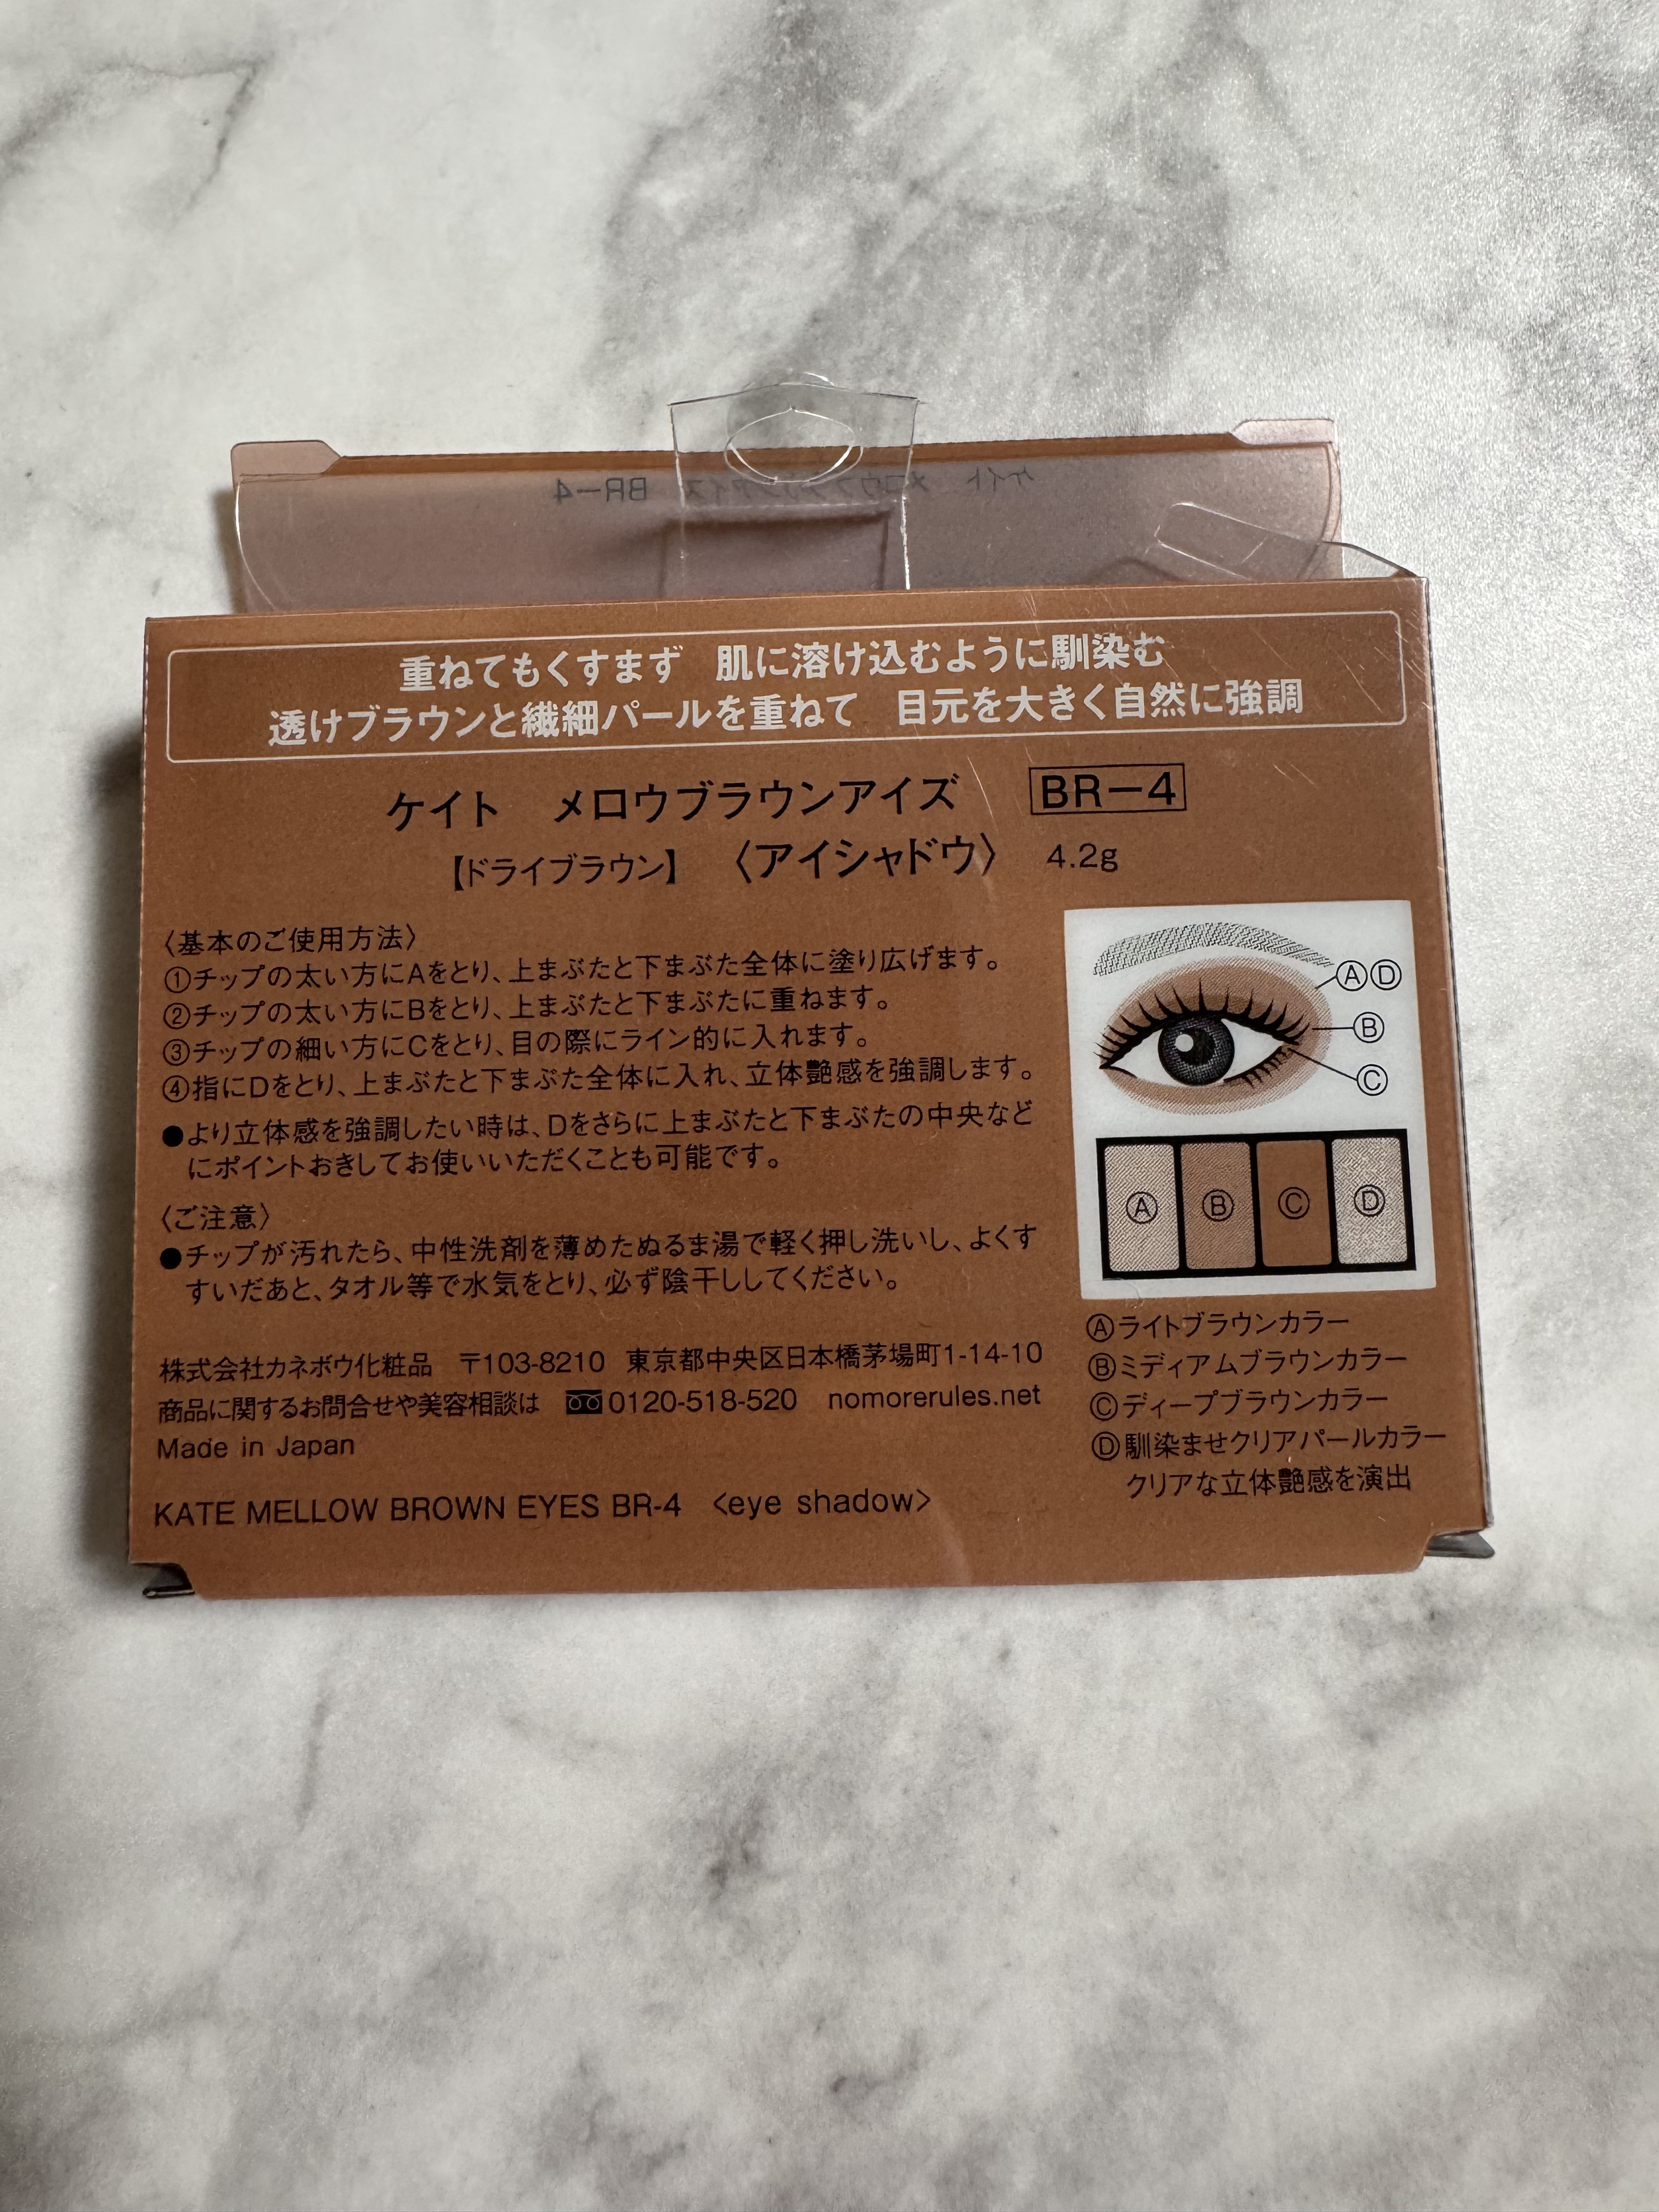 ケイト メロウブラウンアイズ BR－4
重ねてもくすまず 肌に溶け込むように馴染む
透けブラウンと繊細パールを重ねて 目元を大きく自然に強調
ケイト メロウブラウンアイズ BR－4
【ドライブラウン】 〈アイシャドウ〉 4.2g
〈基本のご使用方法〉
①チップの太い方にAをとり、上まぶたと下まぶた全体に塗り広げます。
②チップの太い方にBをとり、上まぶたと下まぶたに重ねます。
③チップの細い方にCをとり、目の際にライン的に入れます。
④指にDをとり、上まぶたと下まぶた全体に入れ、立体艶感を強調します。
●より立体感を強調したい時は、Dをさらに上まぶたと下まぶたの中央など
にポイントおきしてお使いいただくことも可能です。
〈ご注意〉
●チップが汚れたら、中性洗剤を薄めたぬるま湯で軽く押し洗いし、よくす
すいだあと、タオル等で水気をとり、必ず陰干ししてください。
株式会社カネボウ化粧品 〒103-8210 東京都中央区日本橋茅場町1-14-10
商品に関するお問合せや美容相談は 0120-518-520 nomorerules.net
Made in Japan
KATE MELLOW BROWN EYES BR-4 <eye shadow>
ⒶⒹ
Ⓑ
Ⓒ
Ⓐ Ⓑ Ⓒ Ⓓ
Ⓐライトブラウンカラー
Ⓑミディアムブラウンカラー
Ⓒディープブラウンカラー
Ⓓ馴染ませクリアパールカラー
クリアな立体艶感を演出